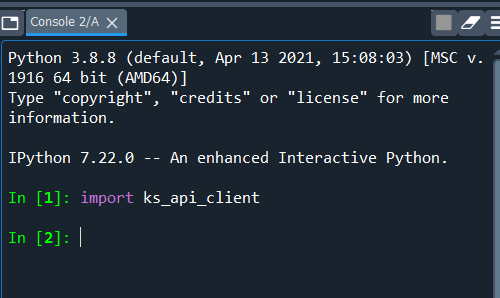 Console 2/A
Python 3.8.8 (default, Apr 13 2021, 15:08:03) [MSC v.
1916 64 bit (AMD64)]
Type "copyright", "credits" or "license" for more
information.
IPython 7.22.0 -- An enhanced Interactive Python.
In [1]: import ks_api_client
In [2]: